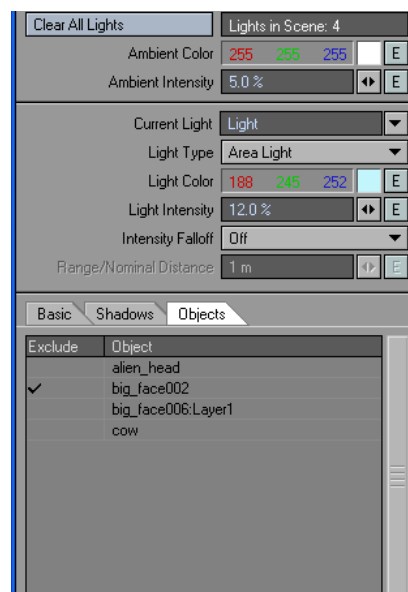 Clear All Lights Lights in Scene: 4
Ambient Color 255 255 255 E
Ambient Intensity 5.0 % E
Current Light Light
Light Type Area Light
Light Color 188 245 252 E
Light Intensity 12.0 % E
Intensity Falloff Off
Range/Nominal Distance 1 m E
Basic Shadows Objects
Exclude Object
alien_head
big_face002
big_face006:Layer1
cow